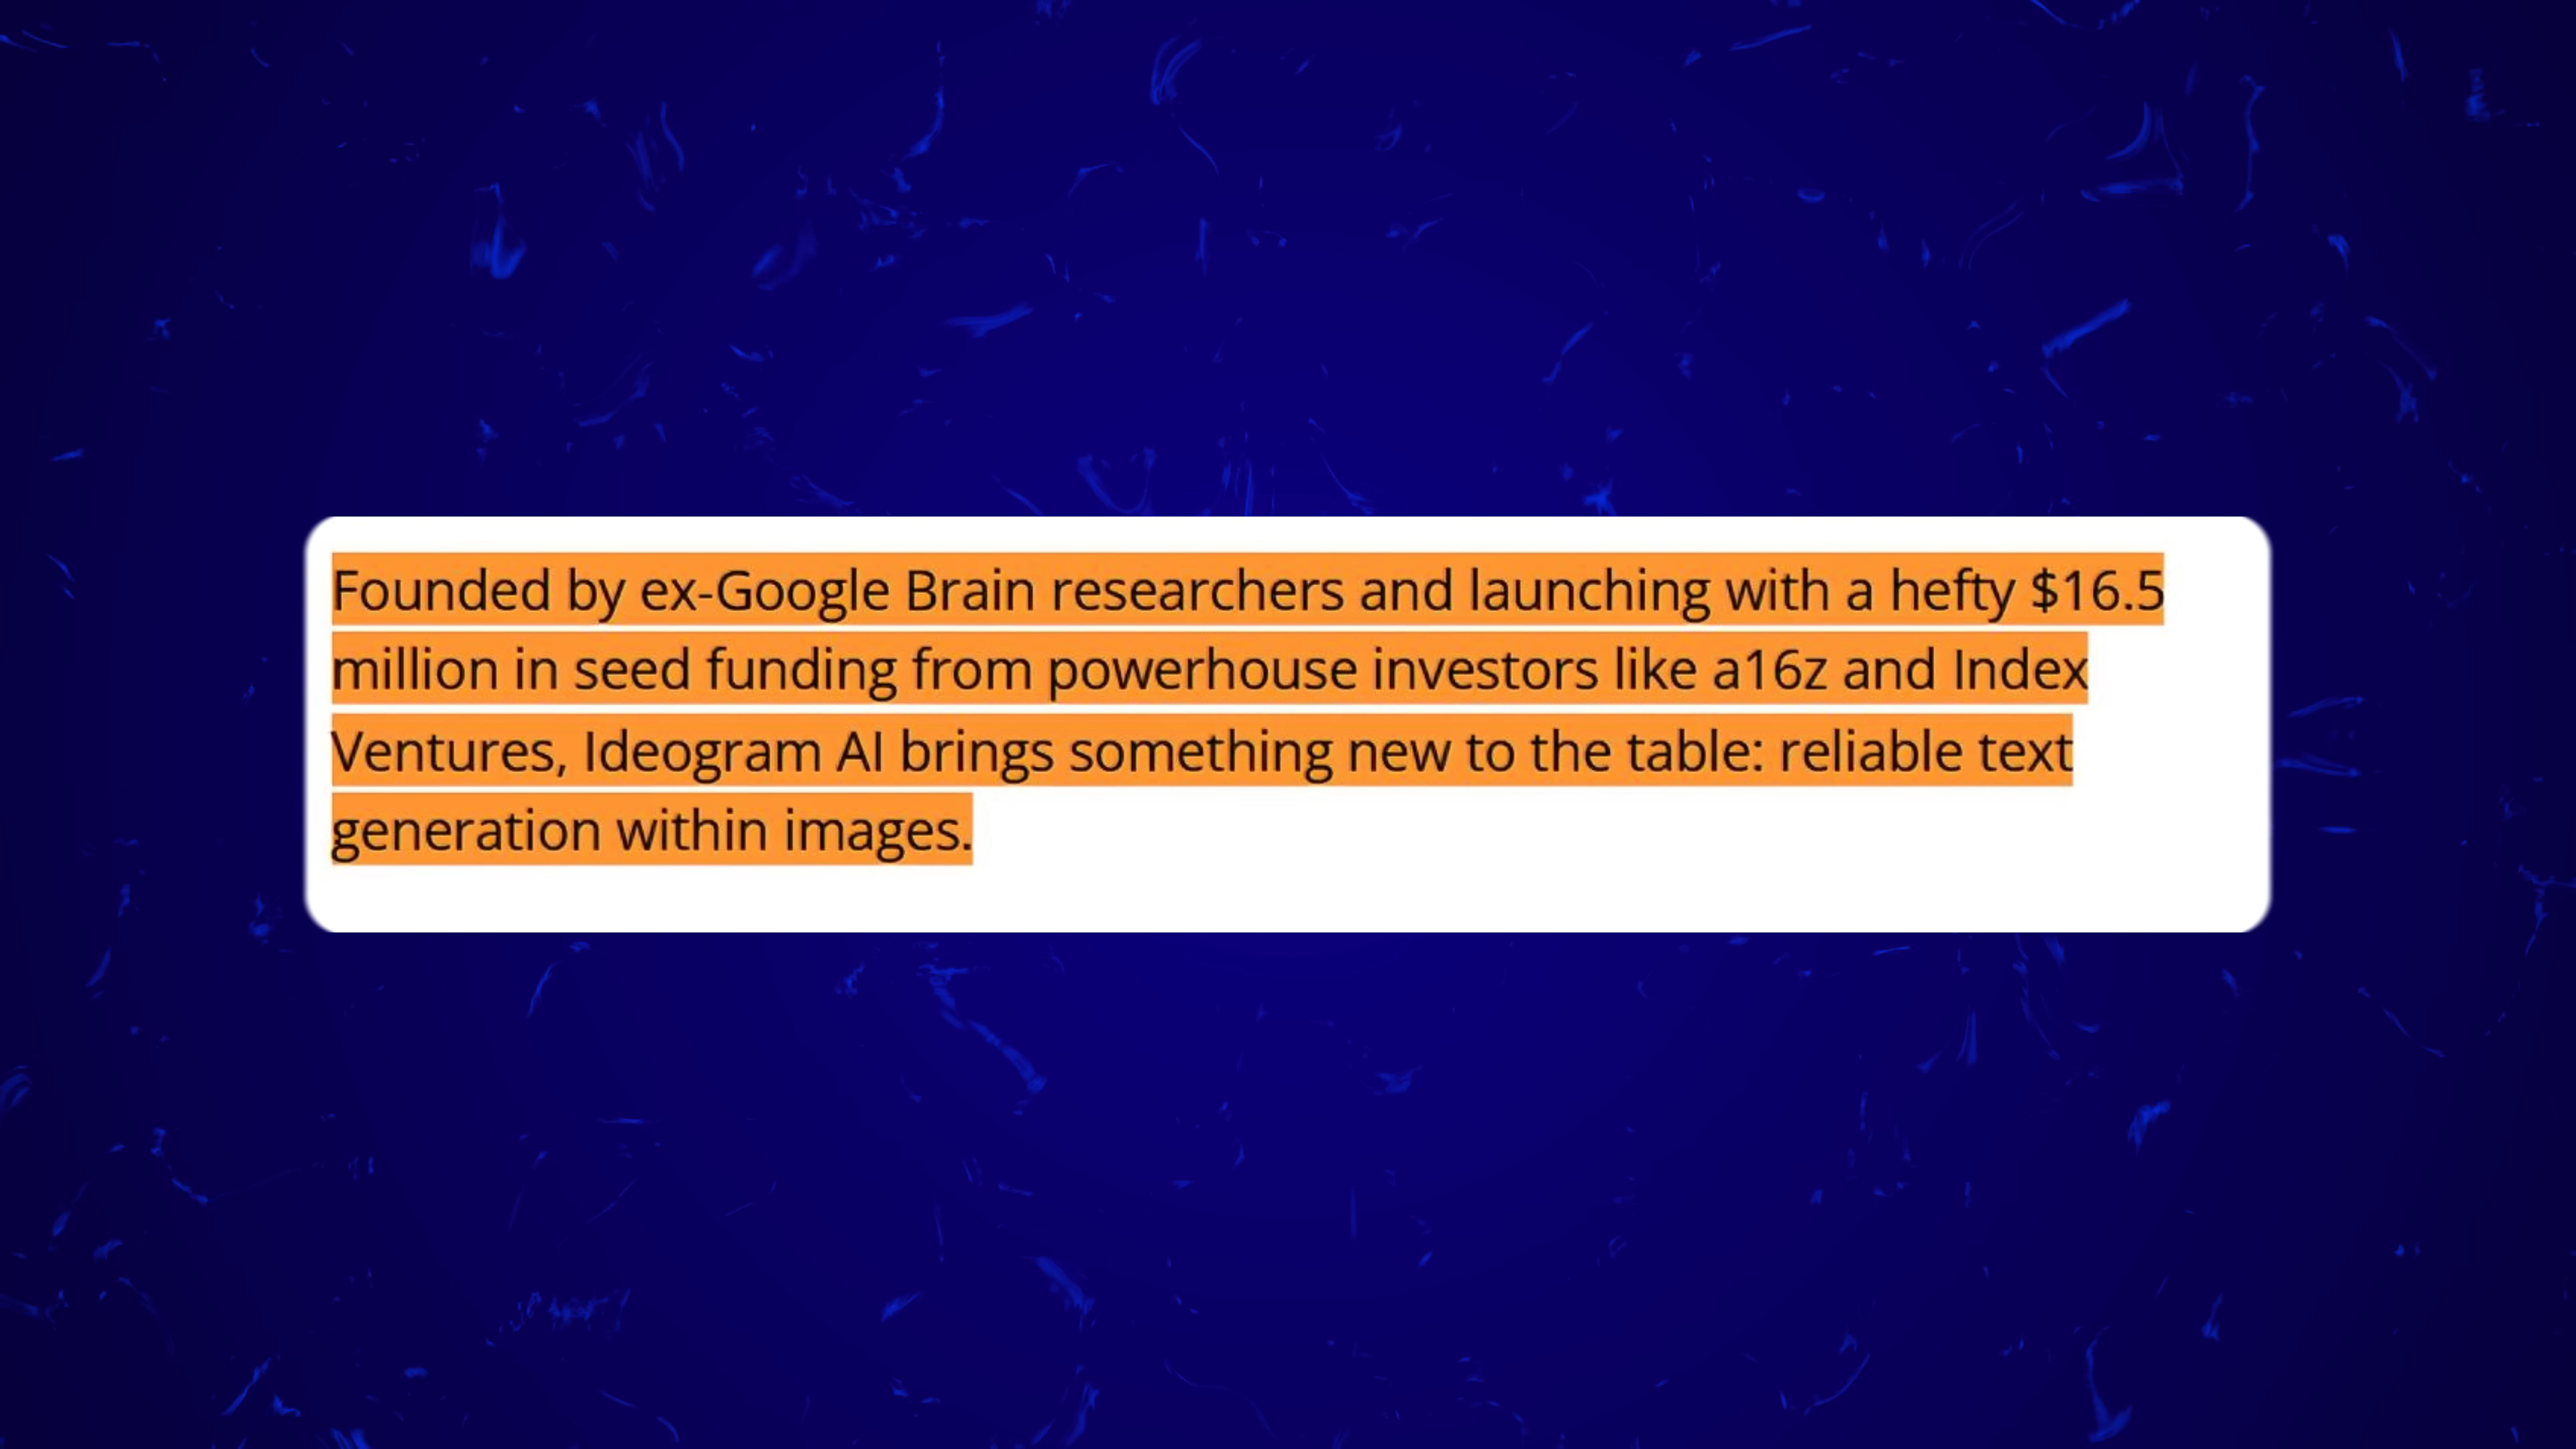 Founded by ex-Google Brain researchers and launching with a hefty $16.5
million in seed funding from powerhouse investors like a16z and Index
Ventures, Ideogram AI brings something new to the table: reliable text
generation within images.